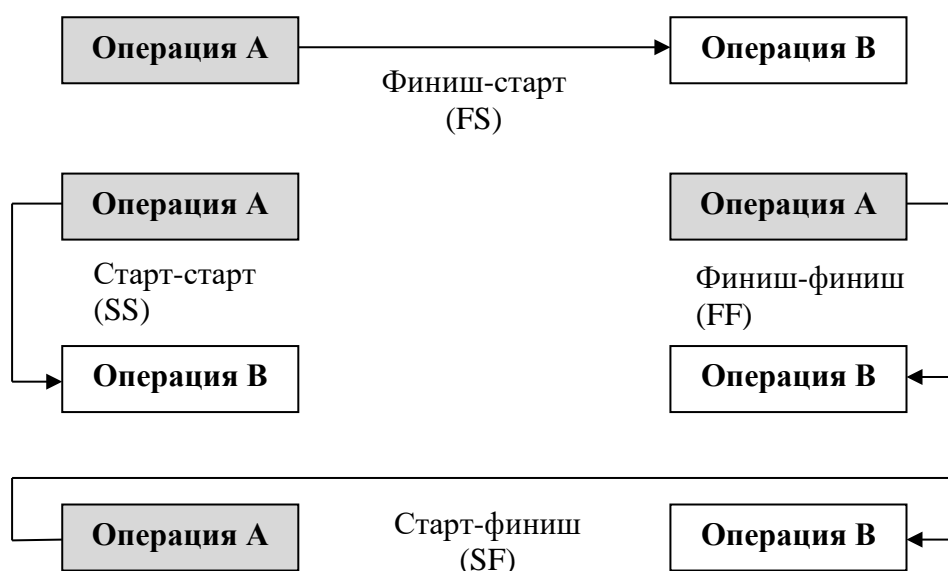 Операция А
Операция В
Финиш-старт
(FS)
Операция А
Операция А
Старт-старт
(SS)
Финиш-финиш
(FF)
Операция В
Операция В
Операция А
Старт-финиш
(SF)
Операция В